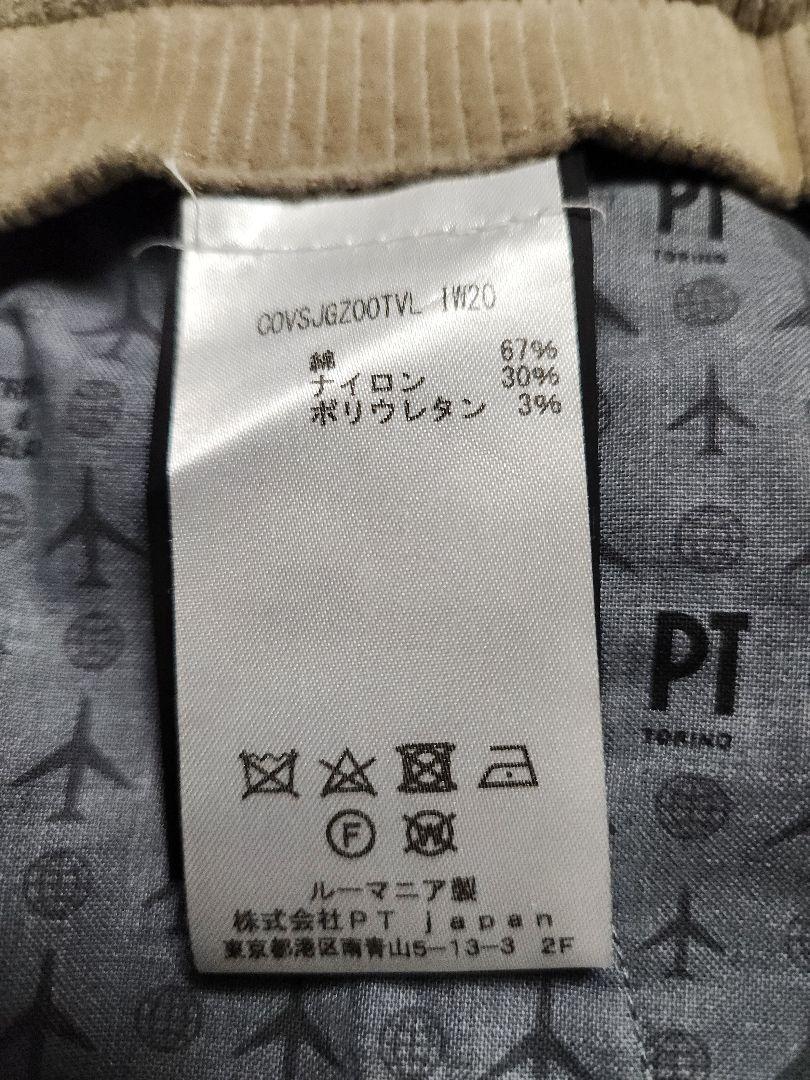 PT
TORINO
COVSJGZ00TVL IW20
綿 67%
ナイロン 30%
ポリウレタン 3%
PT
TORINO
F
W
ルーマニア製
株式会社PT japan
東京都港区南青山5-13-3 2F